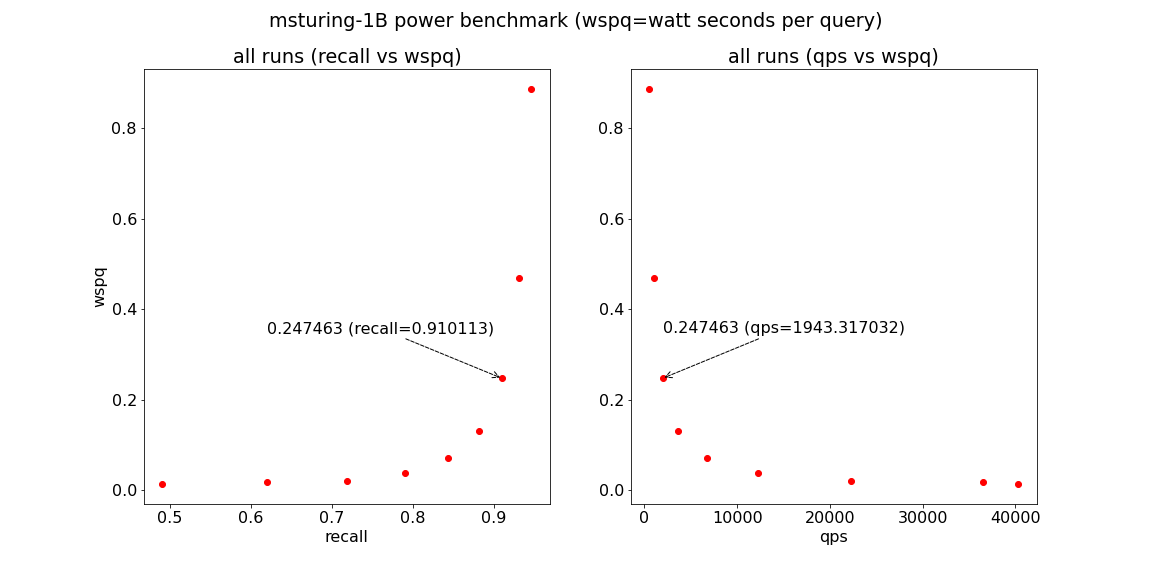 msturing-1B power benchmark (wspq=watt seconds per query)
all runs (recall vs wspq)
0.8
0.6
0.4
0.2
0.0
wspq
0.247463 (recall=0.910113)
0.5
0.6
0.7
0.8
0.9
recall
all runs (qps vs wspq)
0.8
0.6
0.4
0.2
0.0
0.247463 (qps=1943.317032)
0
10000
20000
30000
40000
qps